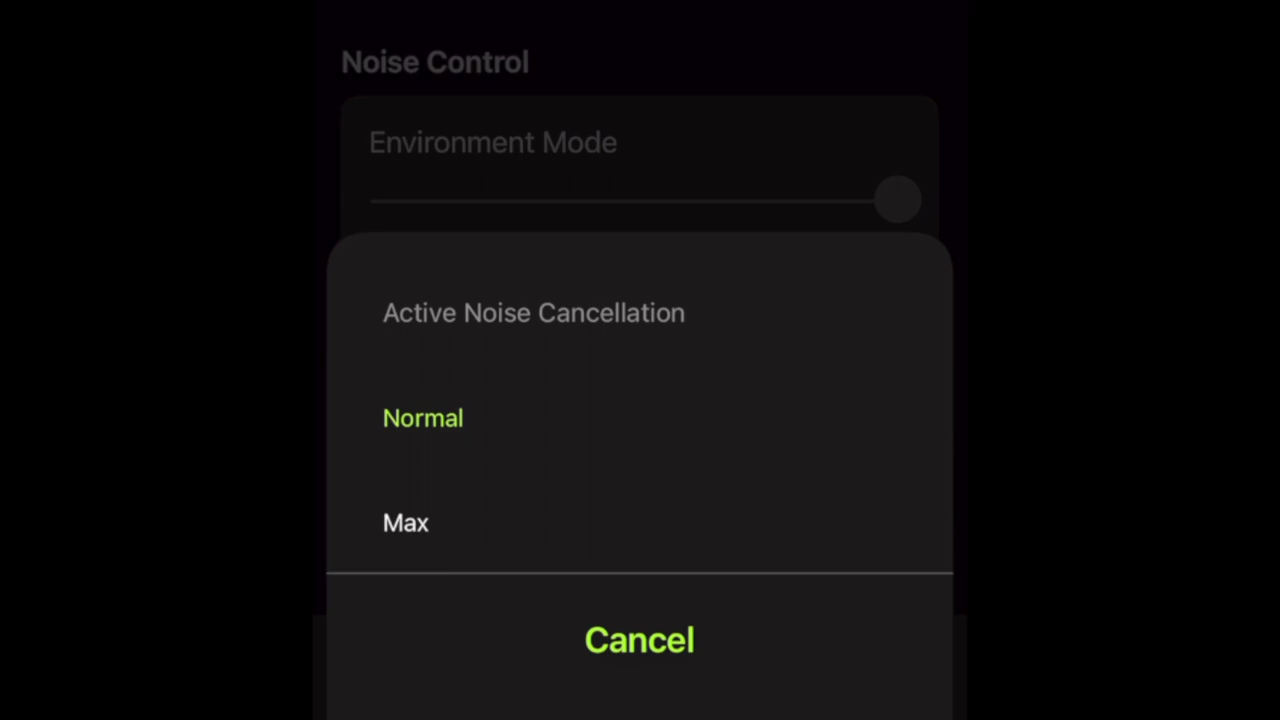 Noise Control
Environment Mode
Active Noise Cancellation
Normal
Max
Cancel